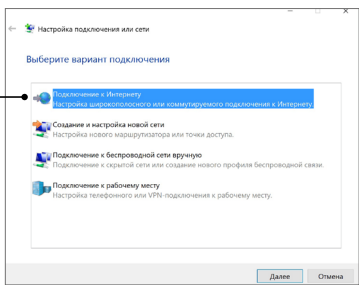 Настройка подключения или сети
Выберите вариант подключения
Подключение к Интернету
Настройка широкополосного или коммутируемого подключения к Интернету.
Создание и настройка новой сети
Настройка нового маршрутизатора или точки доступа.
Подключение к беспроводной сети вручную
Подключение к скрытой сети или создание нового профиля беспроводной связи.
Подключение к рабочему месту
Настройка телефонного или VPN-подключения к рабочему месту.
Далее Отмена